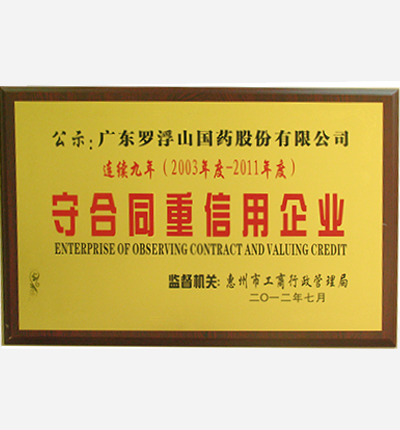 公示:广东罗浮山国药股份有限公司
连续九年(2003年度-2011年度)
守合同重信用企业
ENTERPRISE OF OBSERVING CONTRACT AND VALUING CREDIT
监督机关:惠州市工商行政管理局
二〇一二年七月